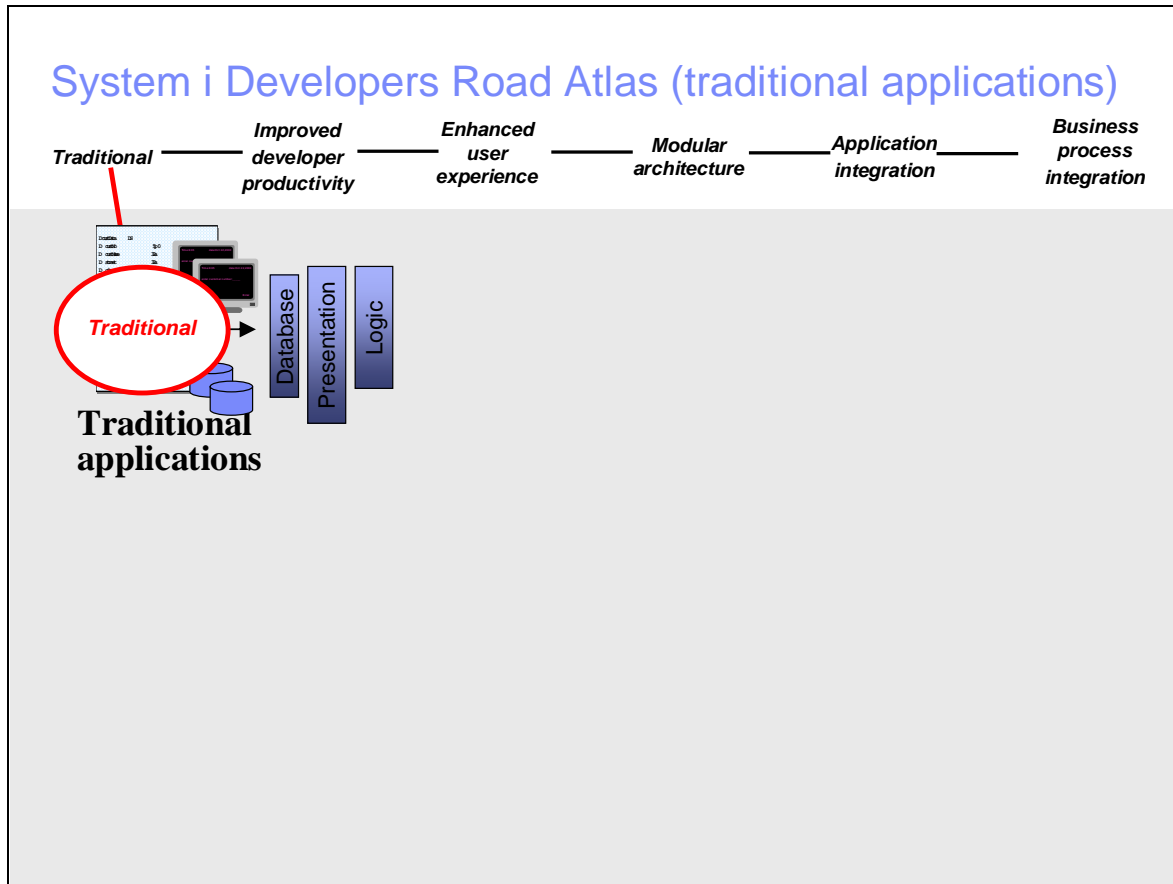 System i Developers Road Atlas (traditional applications)
Traditional
Improved
developer
productivity
Enhanced
user
experience
Modular
architecture
Application
integration
Business
process
integration
Traditional
Database
Presentation
Logic
Traditional
applications